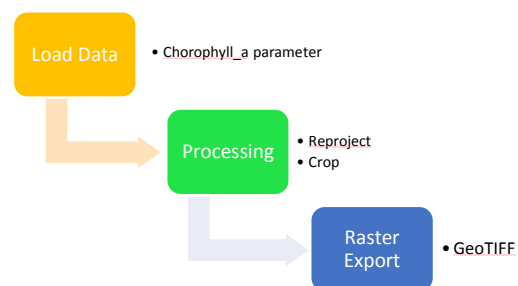 Load Data
• Chorophyll_a parameter
Processing
• Reproject
• Crop
Raster
Export
• GeoTIFF